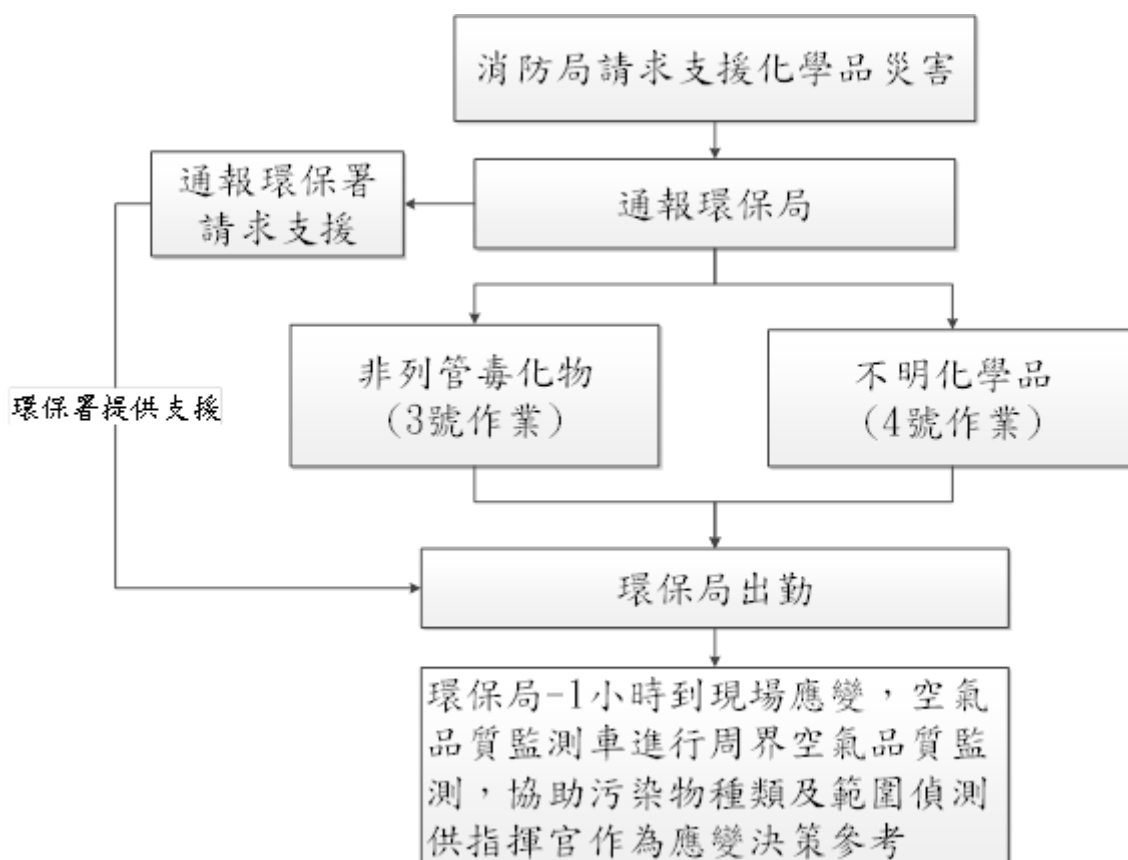 消防局請求支援化學品災害
通報環保署
請求支援
通報環保局
非列管毒化物
(3號作業)
不明化學品
(4號作業)
環保署提供支援
環保局出勤
環保局-1小時到現場應變，空氣
品質監測車進行周界空氣品質監
測，協助污染物種類及範圍偵測
供指揮官作為應變決策參考